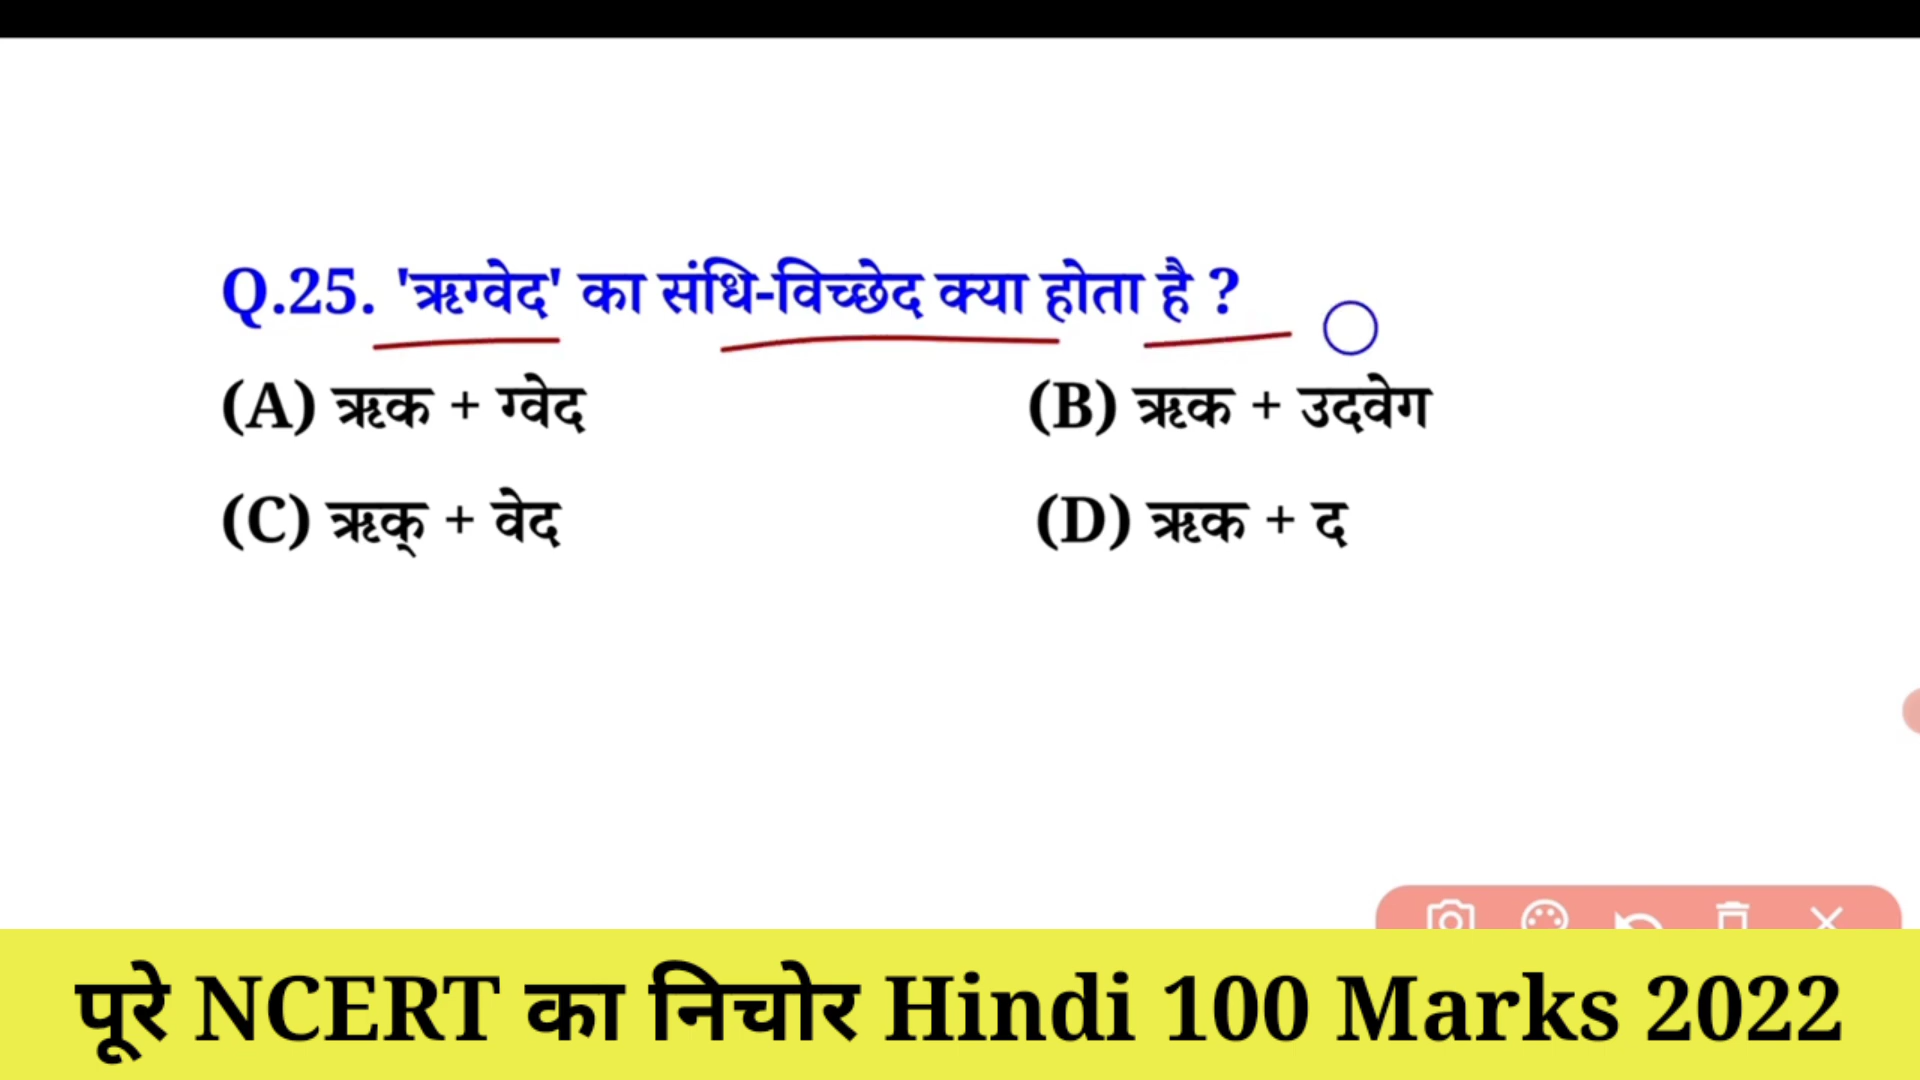 Q.25. 'ऋग्वेद' का संधि-विच्छेद क्या होता है ?
(A) ऋक + ग्वेद (B) ऋक + उदवेग
(C) ऋक् + वेद (D) ऋक + द
पूरे NCERT का निचोर Hindi 100 Marks 2022